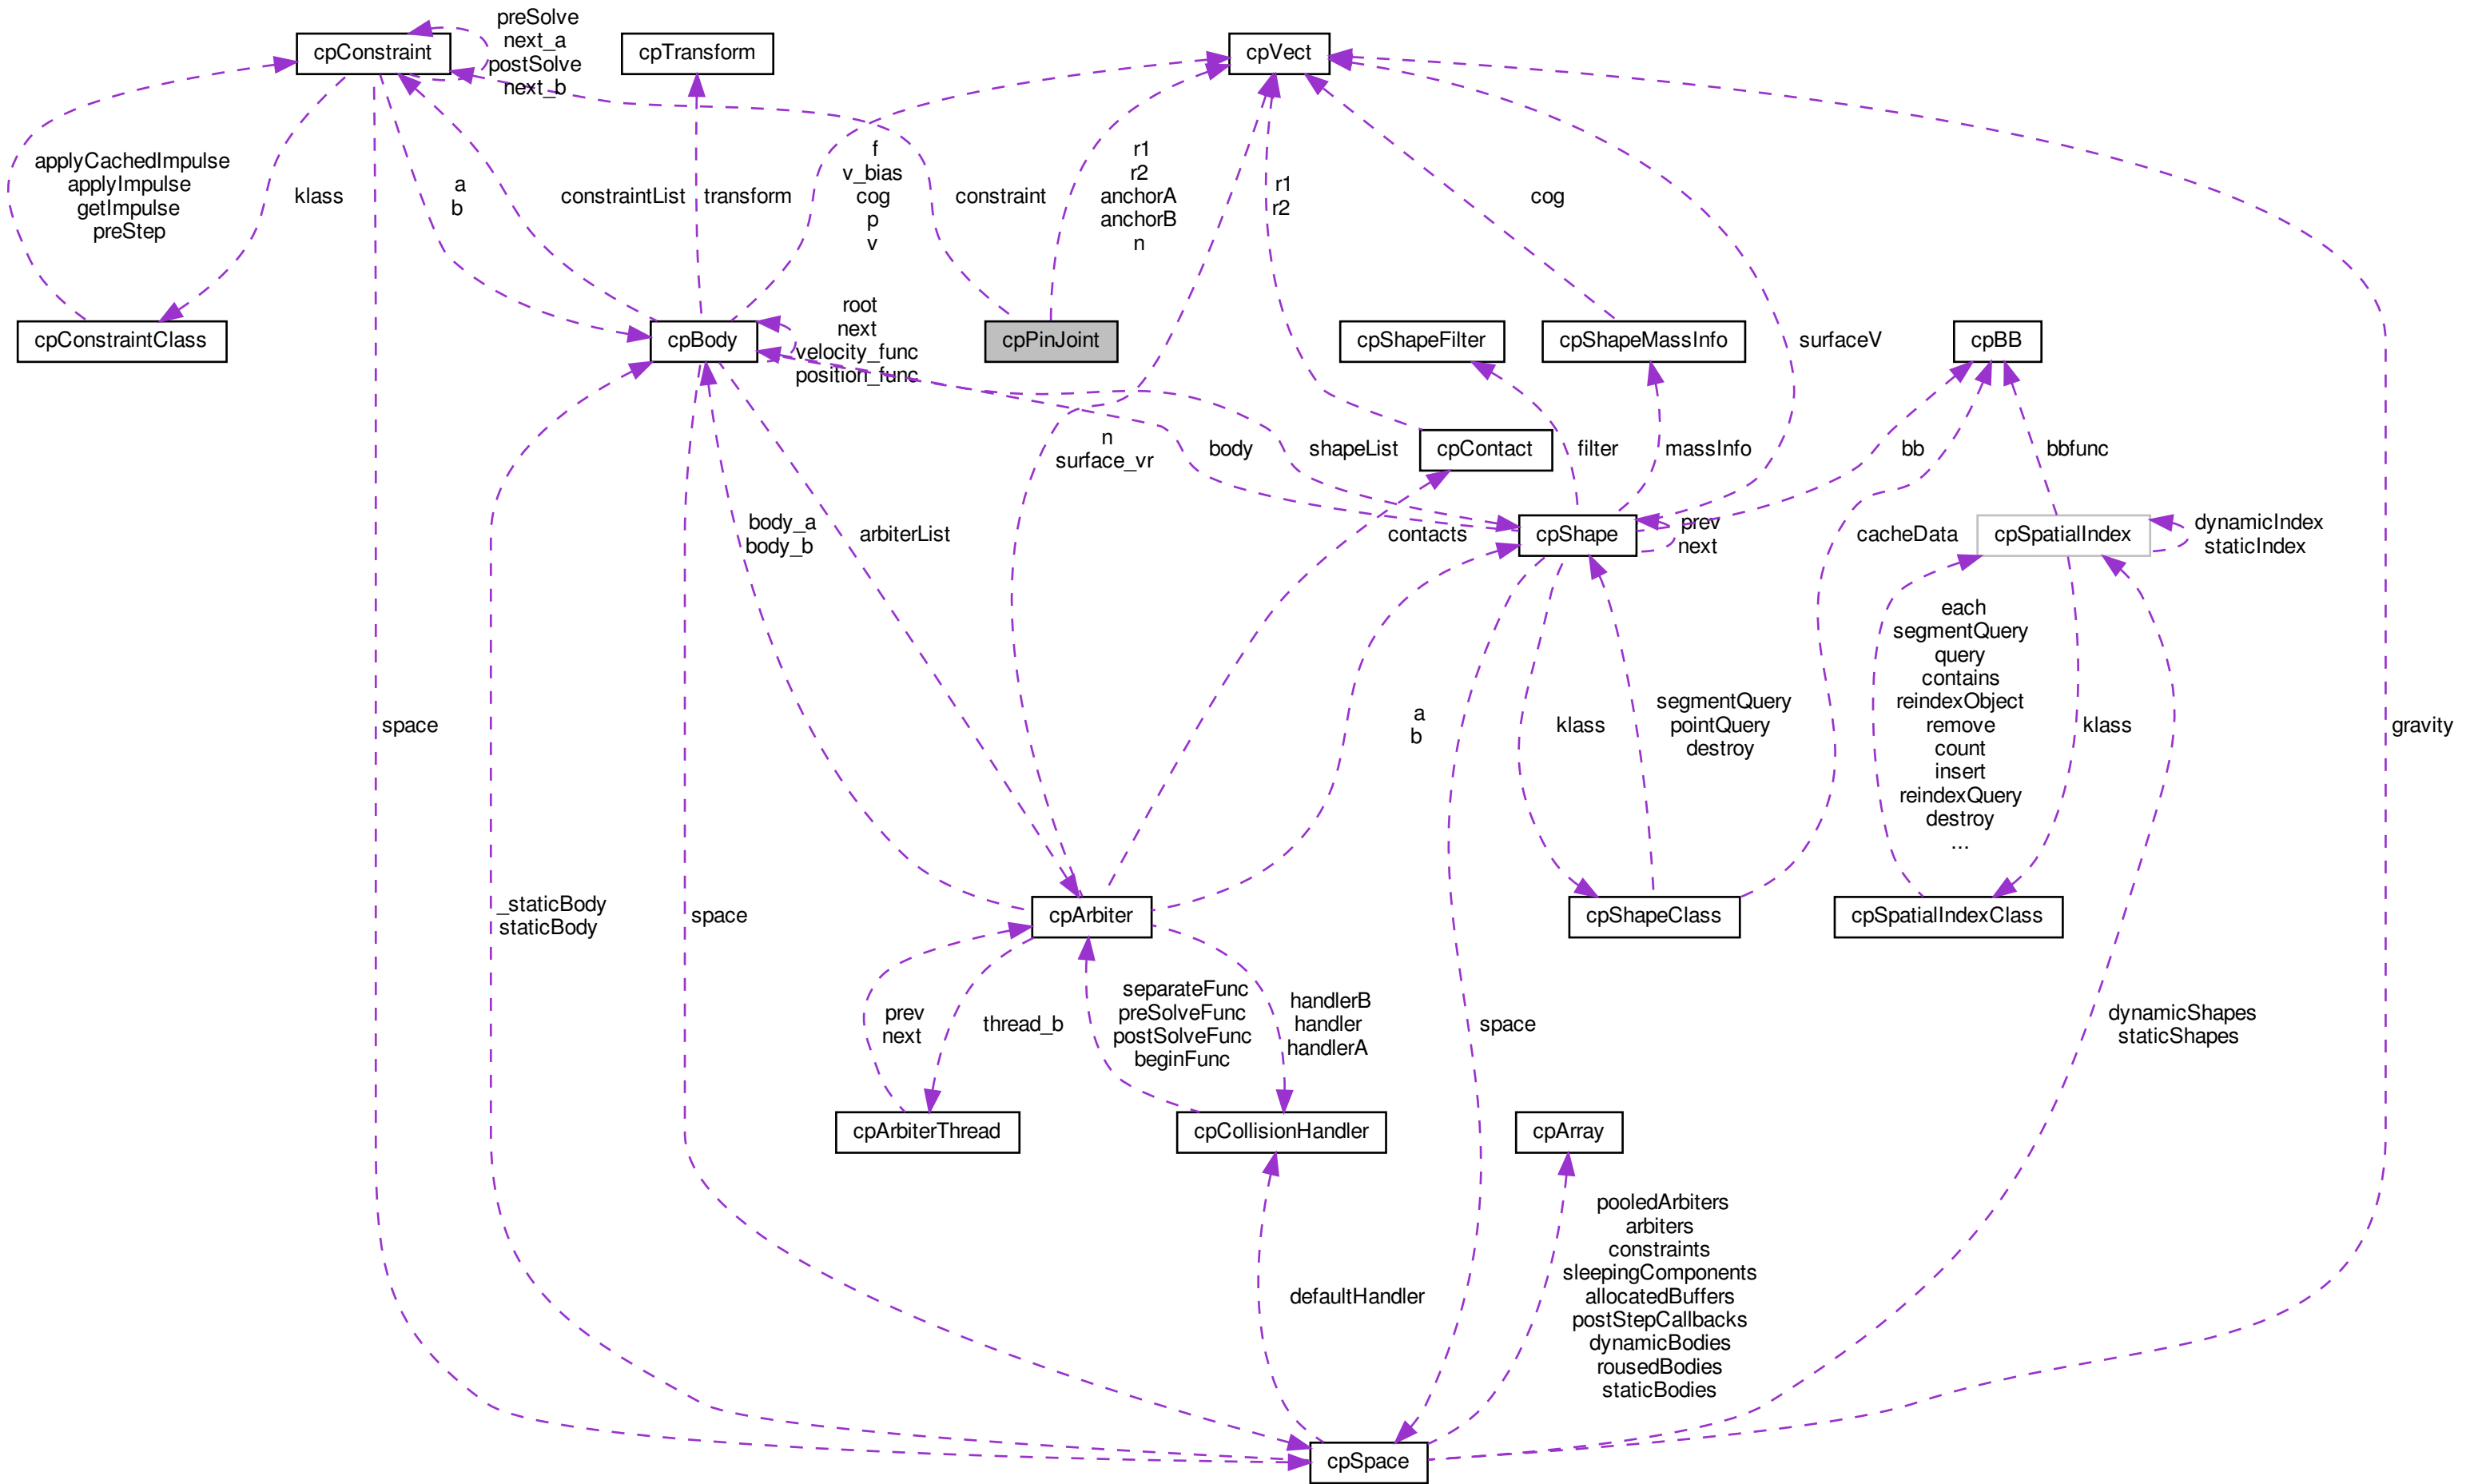 preSolve
next_a
postSolve
next_b
cpConstraint
cpTransform
cpVect
applyCachedImpulse
applyImpulse
getImpulse
preStep
klass
a
b
constraintList
transform
f
v_bias
cog
p
v
constraint
r1
r2
anchorA
anchorB
n
r1
r2
cog
surfaceV
cpConstraintClass
cpBody
root
next
velocity_func
position_func
cpPinJoint
cpShapeFilter
cpShapeMassInfo
cpBB
n
surface_vr
body
shapeList
cpContact
filter
massInfo
bb
bbfunc
body_a
body_b
arbiterList
contacts
cpShape
prev
next
cacheData
cpSpatialIndex
dynamicIndex
staticIndex
space
a
b
klass
segmentQuery
pointQuery
destroy
each
segmentQuery
query
contains
reindexObject
remove
count
insert
reindexQuery
destroy
...
klass
gravity
_staticBody
staticBody
space
cpArbiter
cpShapeClass
cpSpatialIndexClass
prev
next
thread_b
separateFunc
preSolveFunc
postSolveFunc
beginFunc
handlerB
handler
handlerA
space
dynamicShapes
staticShapes
cpArbiterThread
cpCollisionHandler
cpArray
defaultHandler
pooledArbiters
arbiters
constraints
sleepingComponents
allocatedBuffers
postStepCallbacks
dynamicBodies
rousedBodies
staticBodies
cpSpace